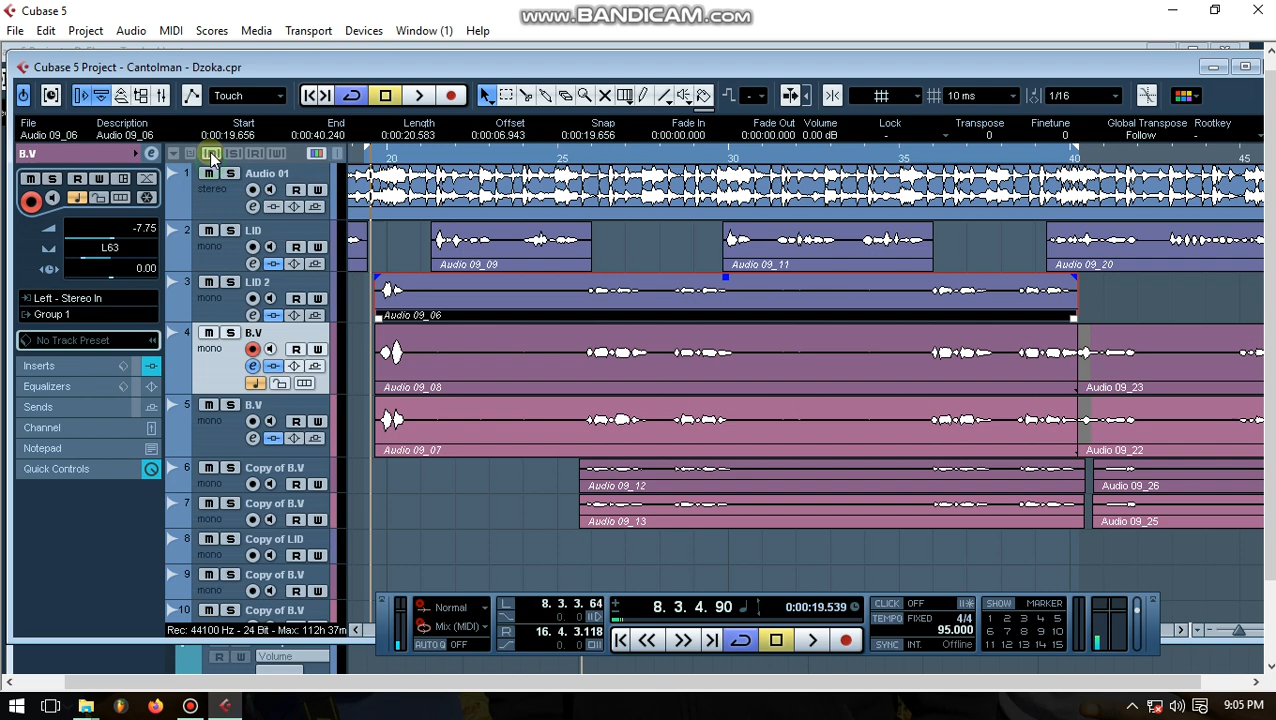 Cubase 5
www.BANDICAM.com
File Edit Project Audio MIDI Scores Media Transport Devices Window (1) Help
Cubase 5 Project - Cantolman - Dzoka.cpr
Touch
10 ms
1/16
File Description Start End Length Offset Snap Fade In Fade Out Volume Lock Transpose Finetune Global Transpose Rootkey
Audio 09_06 Audio 09_06 0:00:19.656 0:00:40.240 0:00:20.583 0:00:06.943 0:00:19.656 0:00:00.000 0:00:00.000 0.00 dB 0 0 Follow -
B.V
20 25 30 35 40 45
1 Audio 01
stereo
-7.75
L63
0.00
2 LID
mono
Audio 09_09
Audio 09_11
Audio 09_20
3 LID 2
mono
Left - Stereo In
Group 1
Audio 09_06
No Track Preset
4 B.V
mono
Inserts
Equalizers
Audio 09_08
Audio 09_23
Sends
5 B.V
mono
Channel
Notepad
Audio 09_07
Audio 09_22
Quick Controls
6 Copy of B.V
mono
Audio 09_12
Audio 09_26
7 Copy of B.V
mono
Audio 09_13
Audio 09_25
8 Copy of LID
mono
9 Copy of B.V
mono
10 Copy of B.V
Rec: 44100 Hz - 24 Bit - Max: 112h 37m
Normal
Mix (MIDI)
AUTO Q OFF
L 8. 3. 3. 64
0. 0. 0. 0
R 16. 4. 3.118
0. 0. 0. 0
8. 3. 4. 90
0:00:19.539
CLICK OFF
TEMPO FIXED 4/4
95.000
SYNC INT. Offline
SHOW MARKER
1 2 3 4 5
6 7 8 9 10
11 12 13 14 15
Volume
9:05 PM